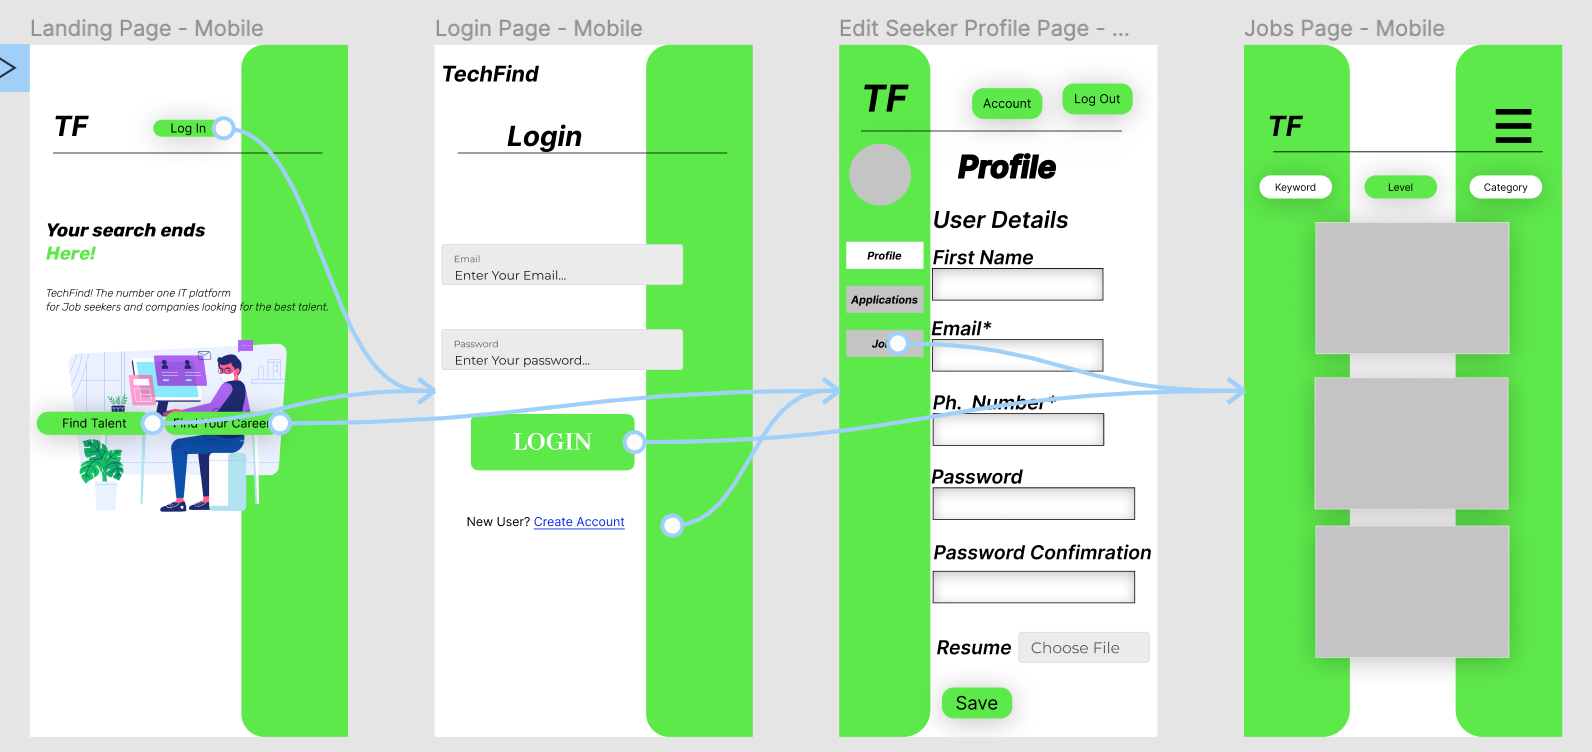 Landing Page - Mobile
TF
Log In
Your search ends
Here!
TechFind! The number one IT platform
for Job seekers and companies looking for the best talent.
Find Talent
Find Your Career
Login Page - Mobile
TechFind
Login
Email
Enter Your Email...
Password
Enter Your password...
LOGIN
New User? Create Account
Edit Seeker Profile Page - ...
TF
Account
Log Out
Profile
User Details
Profile
First Name
Applications
Email*
Ph. Number*
Password
Password Confimration
Resume
Choose File
Save
Jobs Page - Mobile
TF
Keyword
Level
Category